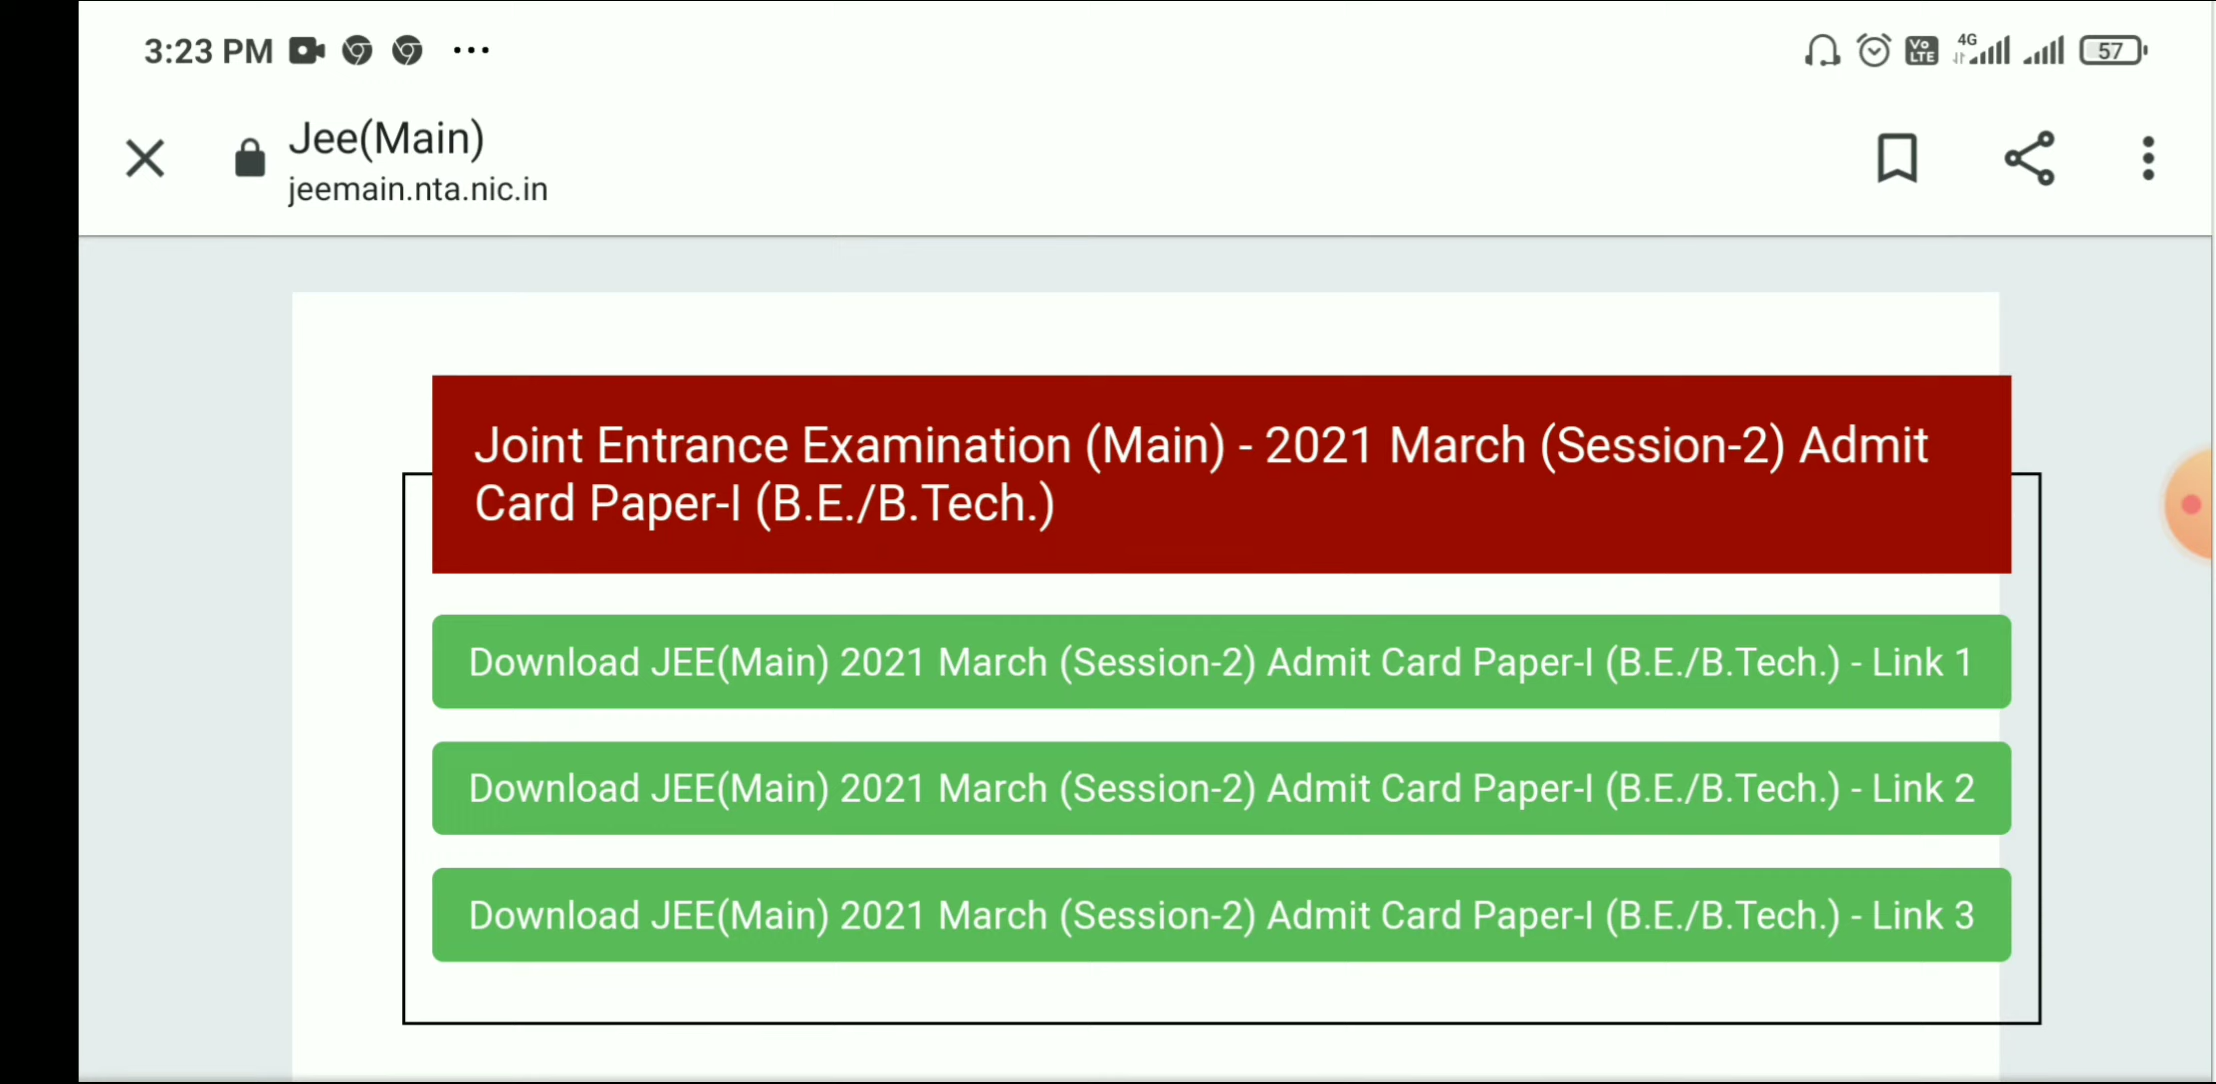 3:23 PM
Vo LTE
4G
57
Jee(Main)
jeemain.nta.nic.in
Joint Entrance Examination (Main) - 2021 March (Session-2) Admit
Card Paper-I (B.E./B.Tech.)
Download JEE(Main) 2021 March (Session-2) Admit Card Paper-I (B.E./B.Tech.) - Link 1
Download JEE(Main) 2021 March (Session-2) Admit Card Paper-I (B.E./B.Tech.) - Link 2
Download JEE(Main) 2021 March (Session-2) Admit Card Paper-I (B.E./B.Tech.) - Link 3